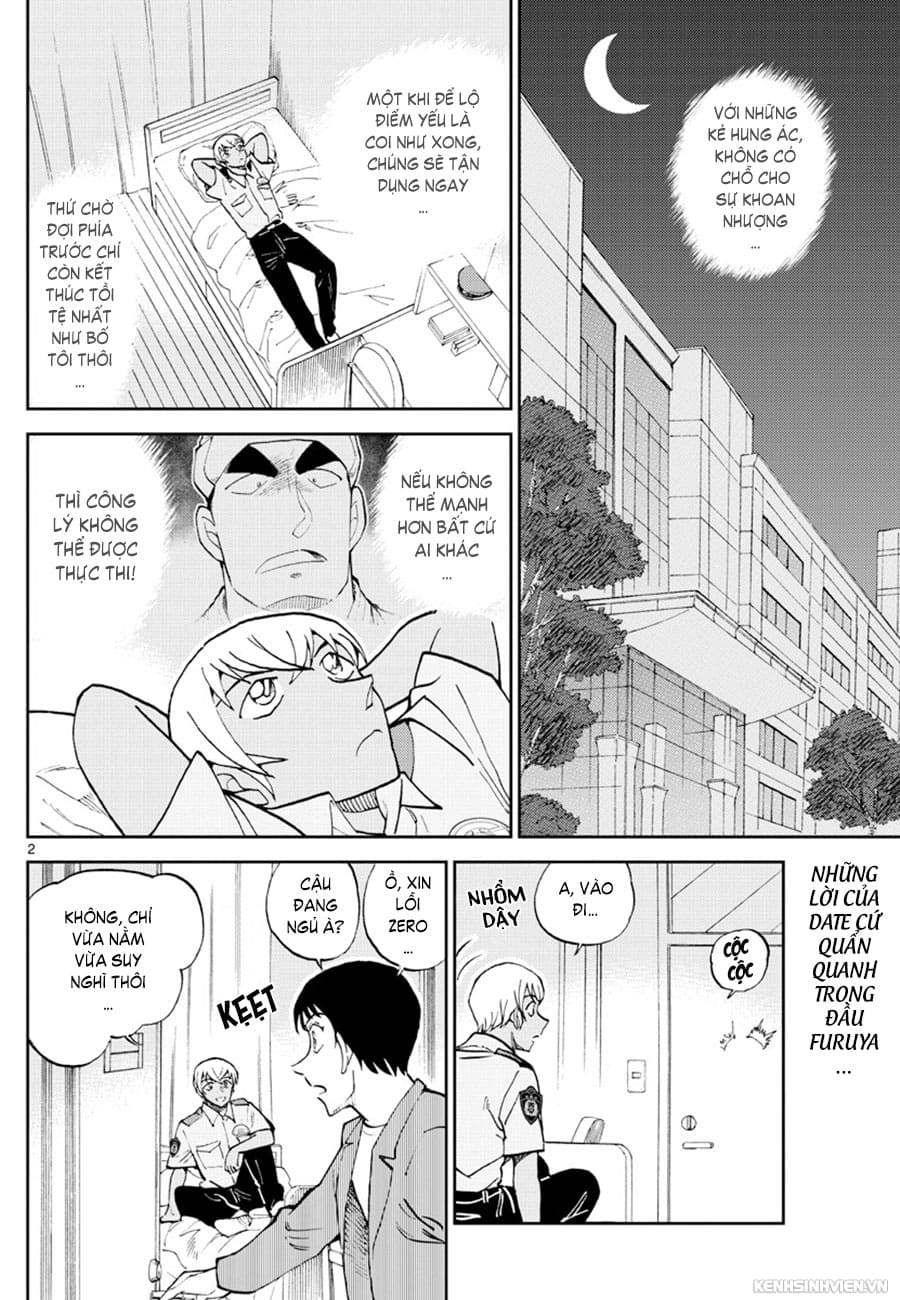 VỚI NHỮNG
KẺ HUNG ÁC,
KHÔNG CÓ
CHỖ CHO
SỰ KHOAN
NHƯỢNG
...
MỘT KHI ĐỂ LỘ
ĐIỂM YẾU LÀ
COI NHƯ XONG,
CHÚNG SẼ TẬN
DỤNG NGAY
...
THỨ CHỜ
ĐỢI PHÍA
TRƯỚC CHỈ
CÒN KẾT
THÚC TỒI
TỆ NHẤT
NHƯ BỐ
TÔI THÔI
...
NẾU KHÔNG
THỂ MẠNH
HƠN BẤT CỨ
AI KHÁC
...
THÌ CÔNG
LÝ KHÔNG
THỂ ĐƯỢC
THỰC THI!
2
NHỮNG
LỜI CỦA
DATE CỨ
QUẨN
QUANH
TRONG
ĐẦU
FURUYA
...
CỘC
CỘC
A, VÀO
ĐI...
NHỒM
DẬY
Ồ, XIN
LỖI
ZERO
...
CẬU
ĐANG
NGỦ À?
KẸẸT
KHÔNG, CHỈ
VỪA NẰM
VỪA SUY
NGHĨ THÔI
...
KENHSINHVIEN.VN